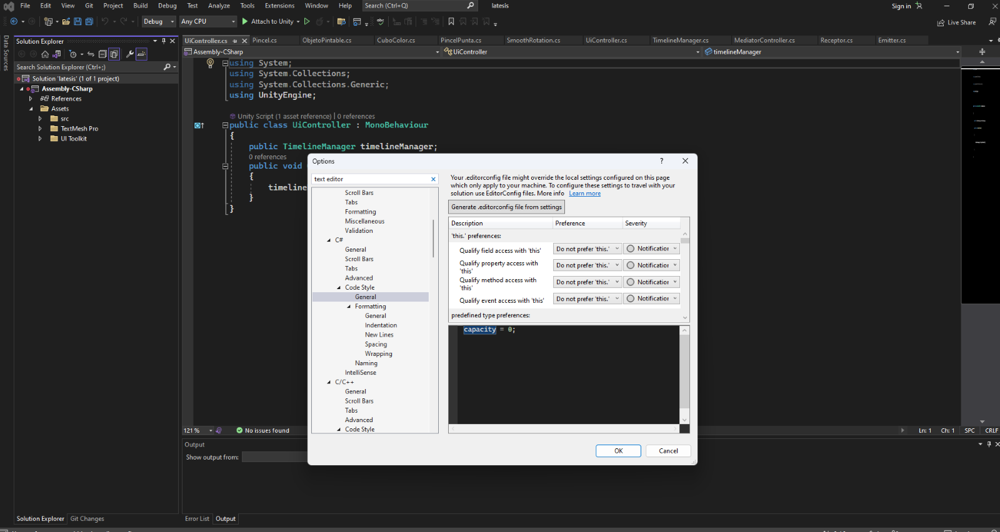 File Edit View Git Project Build Debug Test Analyze Tools Extensions Window Help Search (Ctrl+Q) latesis Sign in
Debug Any CPU Attach to Unity Live Share
Data Sources
Solution Explorer
Search Solution Explorer (Ctrl+;)
Solution 'latesis' (1 of 1 project)
Assembly-CSharp
References
Assets
src
TextMesh Pro
UI Toolkit
Solution Explorer Git Changes
UiController.cs Pincel.cs ObjetoPintable.cs CuboColor.cs PincelPunta.cs SmoothRotation.cs UiController.cs TimelineManager.cs MediatorController.cs Receptor.cs Emitter.cs
Assembly-CSharp UiController timelineManager
using System;
using System.Collections;
using System.Collections.Generic;
using UnityEngine;
Unity Script (1 asset reference) | 0 references
public class UiController : MonoBehaviour
{
public TimelineManager timelineManager;
0 references
public void
{
timeline
}
}
121 % No issues found Ln: 1 Ch: 1 SPC CRLF
Output
Show output from:
Error List Output
Options ?
text editor
Scroll Bars
Tabs
Formatting
Miscellaneous
Validation
C#
General
Scroll Bars
Tabs
Advanced
Code Style
General
Formatting
General
Indentation
New Lines
Spacing
Wrapping
Naming
IntelliSense
C/C++
General
Scroll Bars
Tabs
Advanced
Code Style
Your .editorconfig file might override the local settings configured on this page
which only apply to your machine. To configure these settings to travel with your
solution use EditorConfig files. More info Learn more
Generate .editorconfig file from settings
Description Preference Severity
'this.' preferences:
Qualify field access with 'this' Do not prefer 'this.' Notification
Qualify property access with Do not prefer 'this.' Notification
'this'
Qualify method access with Do not prefer 'this.' Notification
'this'
Qualify event access with 'this' Do not prefer 'this.' Notification
predefined type preferences:
capacity = 0;
OK Cancel